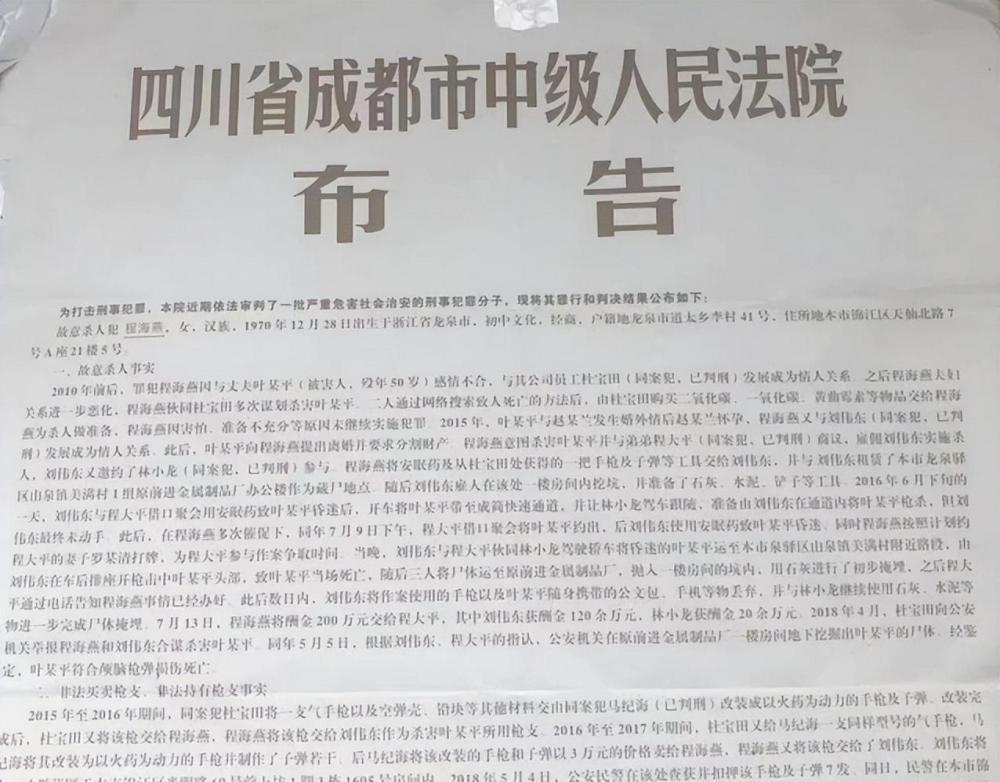 四川省成都市中级人民法院
布 告
为打击刑事犯罪，本院近期依法审判了一批严重危害社会治安的刑事犯罪分子，现将其罪行和判决结果公布如下：
故意杀人犯程海燕，女，汉族，1970年12月28日出生于浙江省龙泉市，初中文化，经商，户籍地龙泉市道太乡李村41号，住所地本市锦江区天仙北路7
号A座21楼5号。
一、故意杀人事实
2010年前后，罪犯程海燕因与丈夫叶某平（被害人，殁年50岁）感情不合，与其公司员工杜宝田（同案犯，已判刑）发展成为情人关系。之后程海燕夫妇
关系进一步恶化，程海燕伙同杜宝田多次谋划杀害叶某平。二人通过网络搜索致人死亡的方法后，由杜宝田购买二氧化碳、一氧化碳、黄曲霉素等物品交给程海
燕为杀人做准备，程海燕因害怕、准备不充分等原因未继续实施犯罪。2015年，叶某平与赵某兰发生婚外情后赵某兰怀孕，程海燕又与刘伟东（同案犯，已判
刑）发展成为情人关系。此后，叶某平向程海燕提出离婚并要求分割财产。程海燕意图杀害叶某平并与弟弟程大平（同案犯，已判刑）商议，雇佣刘伟东实施杀
人，刘伟东又邀约了林小龙（同案犯，已判刑）参与。程海燕将安眠药及从杜宝田处获得的一把手枪及子弹等工具交给刘伟东，并与刘伟东租赁了本市龙泉驿
区山泉镇美满村1组原前进金属制品厂办公楼作为藏尸地点。随后刘伟东雇人在该处一楼房间内挖坑，并准备了石灰、水泥、铲子等工具。2016年6月下旬的
一天，刘伟东与程大平借口聚会用安眠药致叶某平昏迷后，开车将叶某平带至成简快速通道，并让林小龙驾车跟随，准备由刘伟东在通道内将叶某平枪杀，但刘
伟东最终未动手。此后，在程海燕多次催促下，同年7月9日下午，程大平借口聚会将叶某平约出，后刘伟东使用安眠药致叶某平昏迷。同时程海燕按照计划约
程大平的妻子罗某清打牌，为程大平参与作案争取时间。当晚，刘伟东与程大平伙同林小龙驾驶轿车将昏迷的叶某平运至本市泉驿区山泉镇美满村附近路段，由
刘伟东在车后排座开枪击中叶某平头部，致叶某平当场死亡，随后三人将尸体运至原前进金属制品厂，抛入一楼房间的坑内，用石灰进行了初步掩埋，之后程大
平通过电话告知程海燕事情已经办好。此后数日内，刘伟东将作案使用的手枪以及叶某平随身携带的公文包、手机等物丢弃，并与林小龙继续使用石灰、水泥等
物进一步完成尸体掩埋。7月13日，程海燕将酬金200万元交给程大平，其中刘伟东获酬金120余万元，林小龙获酬金20余万元。2018年4月，杜宝田向公安
机关举报程海燕和刘伟东合谋杀害叶某平。同年5月5日，根据刘伟东、程大平的指认，公安机关在原前进金属制品厂一楼房间地下挖掘出叶某平的尸体。经鉴
定，叶某平符合颅脑枪弹损伤死亡。
二、非法买卖枪支、非法持有枪支事实
2015年至2016年期间，同案犯杜宝田将一支气手枪以及空弹壳、铅块等其他材料交由同案犯马纪海（已判刑）改装成以火药为动力的手枪及子弹。改装完
成后，杜宝田又将该枪交给程海燕，程海燕将该枪交给刘伟东作为杀害叶某平所用枪支。2016年至2017年期间，杜宝田又给马纪海一支同样型号的气手枪，马
纪海将其改装为以火药为动力的手枪并制作了子弹若干。后马纪海将该改装的手枪和子弹以3万元的价格卖给程海燕，程海燕又将该枪给了刘伟东。刘伟东将
1605号房间内。2018年5月4日，公安民警在该处查获并扣押该枪及子弹7发。同日，民警在本市锦